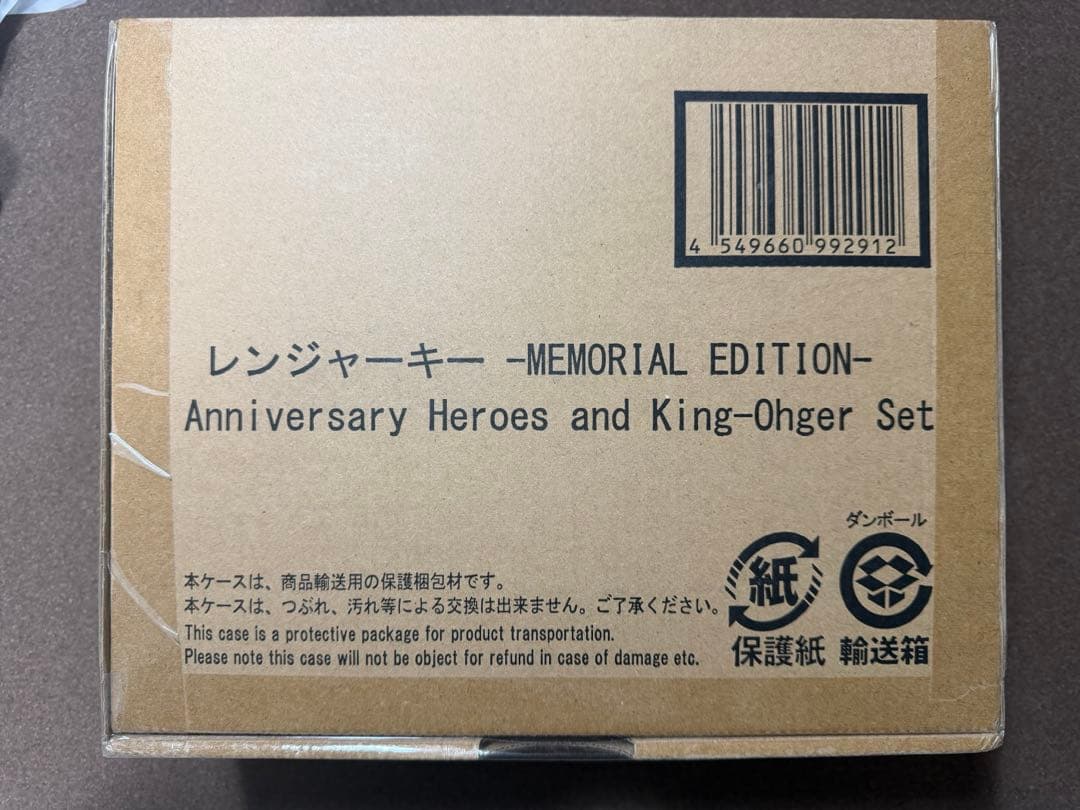 4 549660 992912
レンジャーキー -MEMORIAL EDITION-
Anniversary Heroes and King-Ohger Set
本ケースは、商品輸送用の保護梱包材です。
本ケースは、つぶれ、汚れ等による交換は出来ません。ご了承ください。
This case is a protective package for product transportation.
Please note this case will not be object for refund in case of damage etc.
紙
保護紙
ダンボール
輸送箱